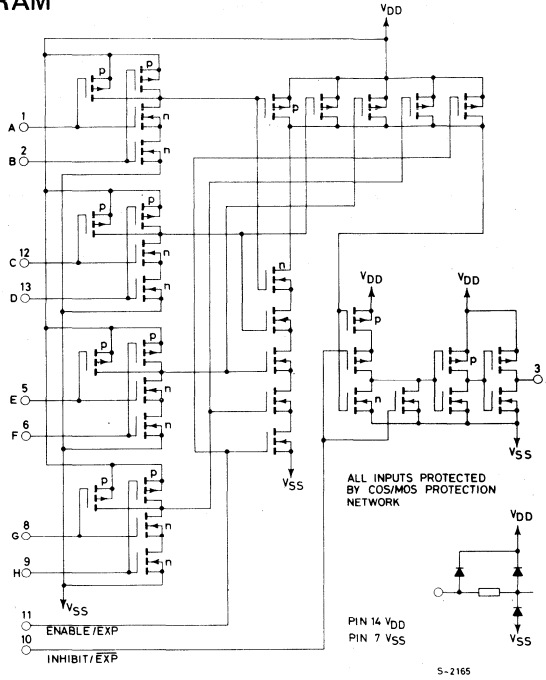 RAM
VDD
p
p
p
1
A
n
2
B
n
p
p
12
C
n
13
D
n
n
VDD
p
p
p
p
5
E
n
n
3
6
F
n
VSS
VSS
p
p
ALL INPUTS PROTECTED
BY COS/MOS PROTECTION
NETWORK
8
G
n
VDD
9
H
n
VSS
11
ENABLE/EXP
PIN 14 VDD
10
PIN 7 VSS
VSS
INHIBIT/EXP
S-2165